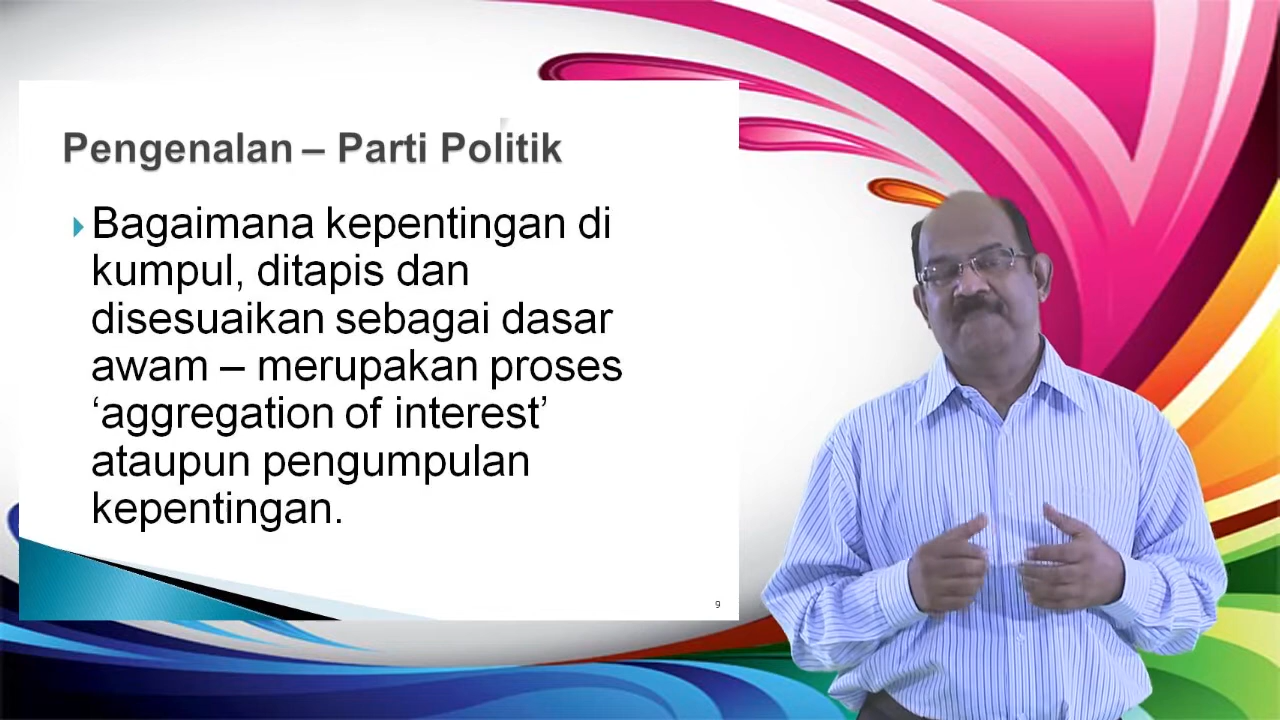 Pengenalan – Parti Politik
Bagaimana kepentingan di
kumpul, ditapis dan
disesuaikan sebagai dasar
awam – merupakan proses
‘aggregation of interest’
ataupun pengumpulan
kepentingan.
9